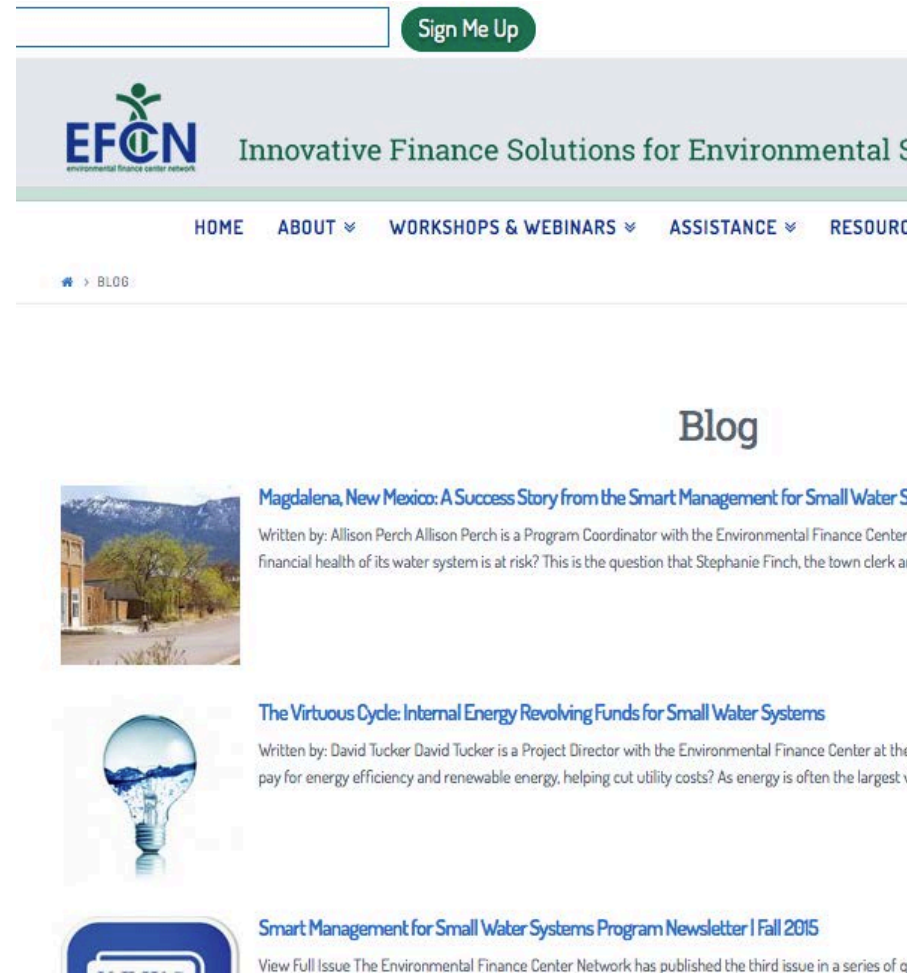 Sign Me Up
EFCN
environmental finance center network
Innovative Finance Solutions for Environmental S
HOME ABOUT WORKSHOPS & WEBINARS ASSISTANCE RESOURC
> BLOG
Blog
Magdalena, New Mexico: A Success Story from the Smart Management for Small Water S
Written by: Allison Perch Allison Perch is a Program Coordinator with the Environmental Finance Center
financial health of its water system is at risk? This is the question that Stephanie Finch, the town clerk a
The Virtuous Cycle: Internal Energy Revolving Funds for Small Water Systems
Written by: David Tucker David Tucker is a Project Director with the Environmental Finance Center at the
pay for energy efficiency and renewable energy, helping cut utility costs? As energy is often the largest v
Smart Management for Small Water Systems Program Newsletter | Fall 2015
View Full Issue The Environmental Finance Center Network has published the third issue in a series of q